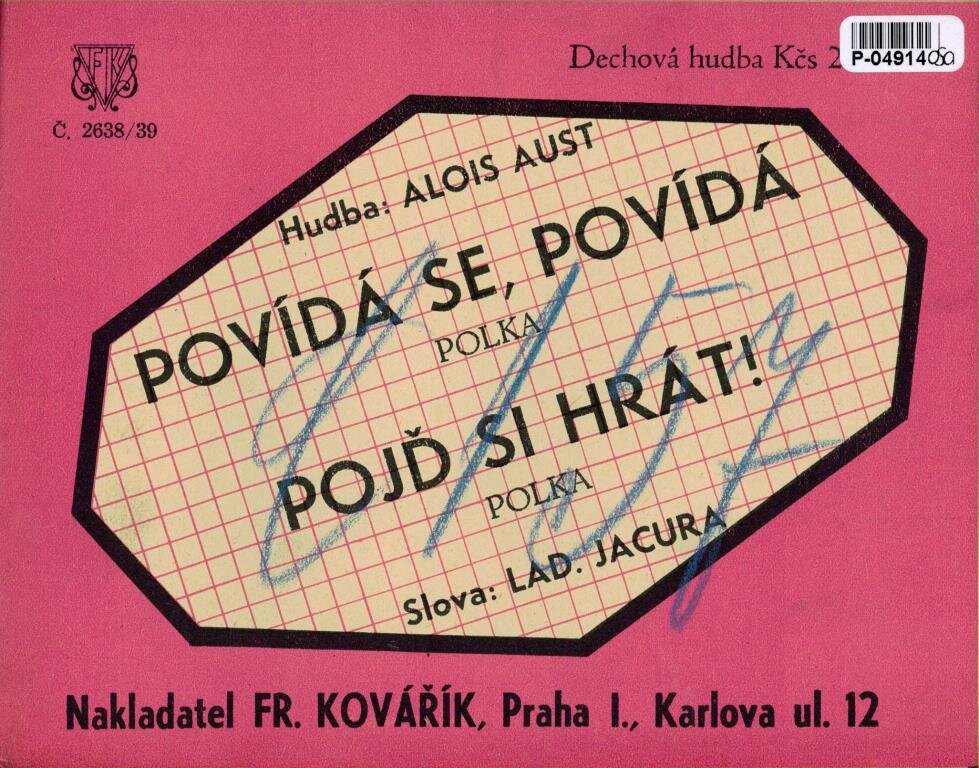 FK
Č. 2638/39
Dechová hudba Kčs 2
P-04914
Hudba: ALOIS AUST
POVÍDÁ SE, POVÍDÁ
POLKA
POJĎ SI HRÁT!
POLKA
Slova: LAD. JACURA
Nakladatel FR. KOVÁŘÍK, Praha I., Karlova ul. 12